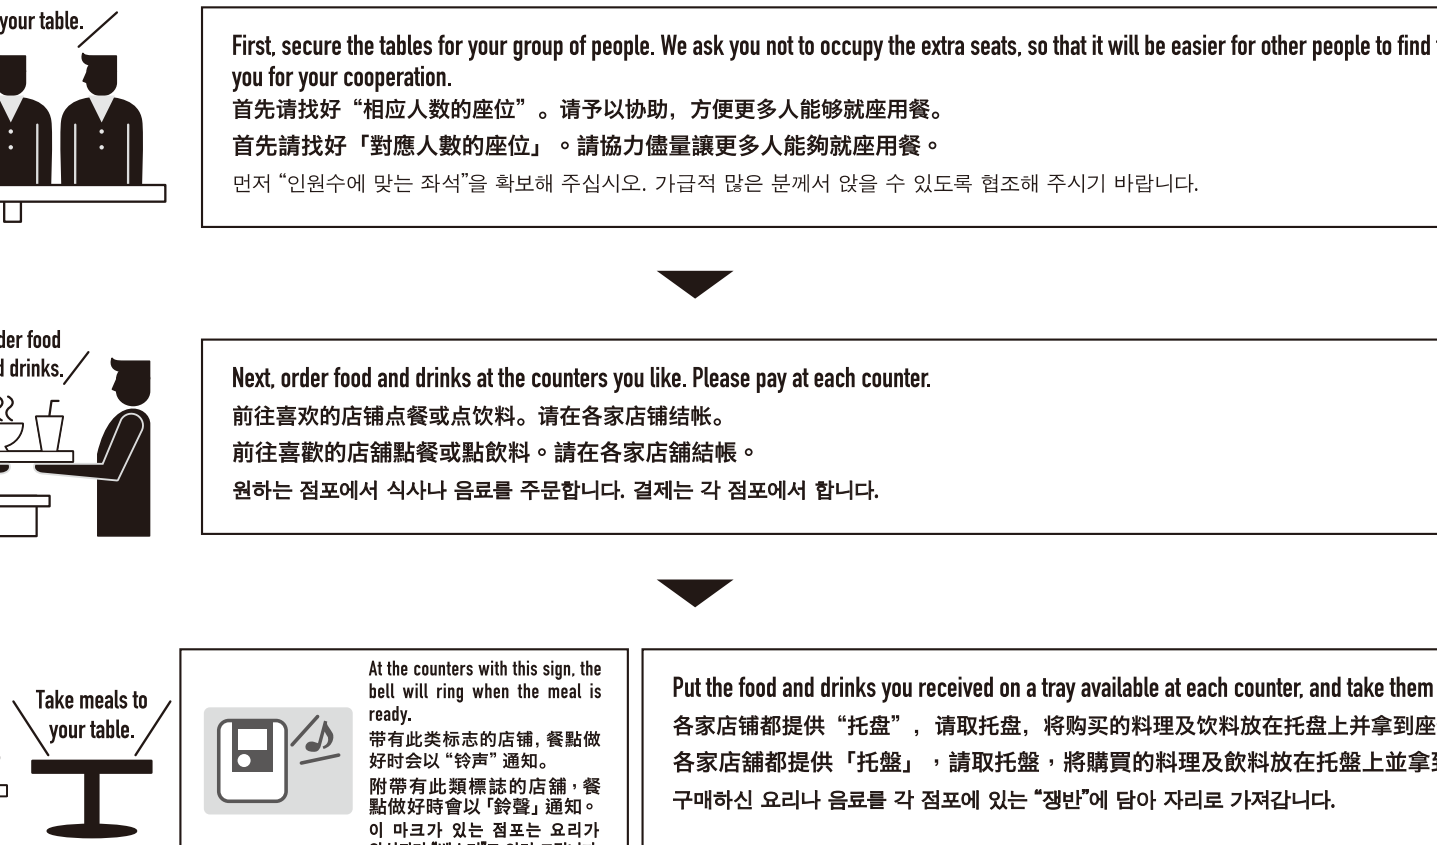 your table.
First, secure the tables for your group of people. We ask you not to occupy the extra seats, so that it will be easier for other people to find
you for your cooperation.
首先请找好“相应人数的座位”。请予以协助，方便更多人能够就座用餐。
首先請找好「對應人數的座位」。請協力儘量讓更多人能夠就座用餐。
먼저 “인원수에 맞는 좌석”을 확보해 주십시오. 가급적 많은 분께서 앉을 수 있도록 협조해 주시기 바랍니다.
food
drinks.
Next, order food and drinks at the counters you like. Please pay at each counter.
前往喜欢的店铺点餐或点饮料。请在各家店铺结帐。
前往喜歡的店舖點餐或點飲料。請在各家店舖結帳。
원하는 점포에서 식사나 음료를 주문합니다. 결제는 각 점포에서 합니다.
Take meals to
your table.
At the counters with this sign, the
bell will ring when the meal is
ready.
带有此类标志的店铺，餐點做
好时会以“铃声”通知。
附帶有此類標誌的店舖，餐
點做好時會以「鈴聲」通知。
이 마크가 있는 점포는 요리가
Put the food and drinks you received on a tray available at each counter, and take them
各家店铺都提供“托盘”，请取托盘，将购买的料理及饮料放在托盘上并拿到座
各家店舖都提供「托盤」，請取托盤，將購買的料理及飲料放在托盤上並拿到
구매하신 요리나 음료를 각 점포에 있는 “쟁반”에 담아 자리로 가져갑니다.